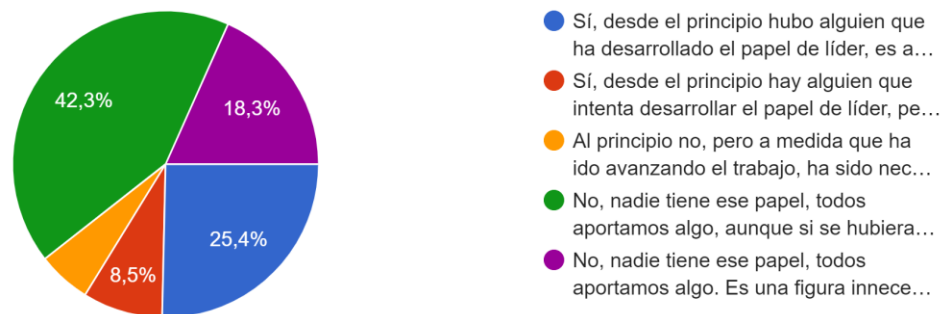 42,3%
18,3%
25,4%
8,5%
Sí, desde el principio hubo alguien que
ha desarrollado el papel de líder, es a…
Sí, desde el principio hay alguien que
intenta desarrollar el papel de líder, pe…
Al principio no, pero a medida que ha
ido avanzando el trabajo, ha sido nec…
No, nadie tiene ese papel, todos
aportamos algo, aunque si se hubiera…
No, nadie tiene ese papel, todos
aportamos algo. Es una figura innece…